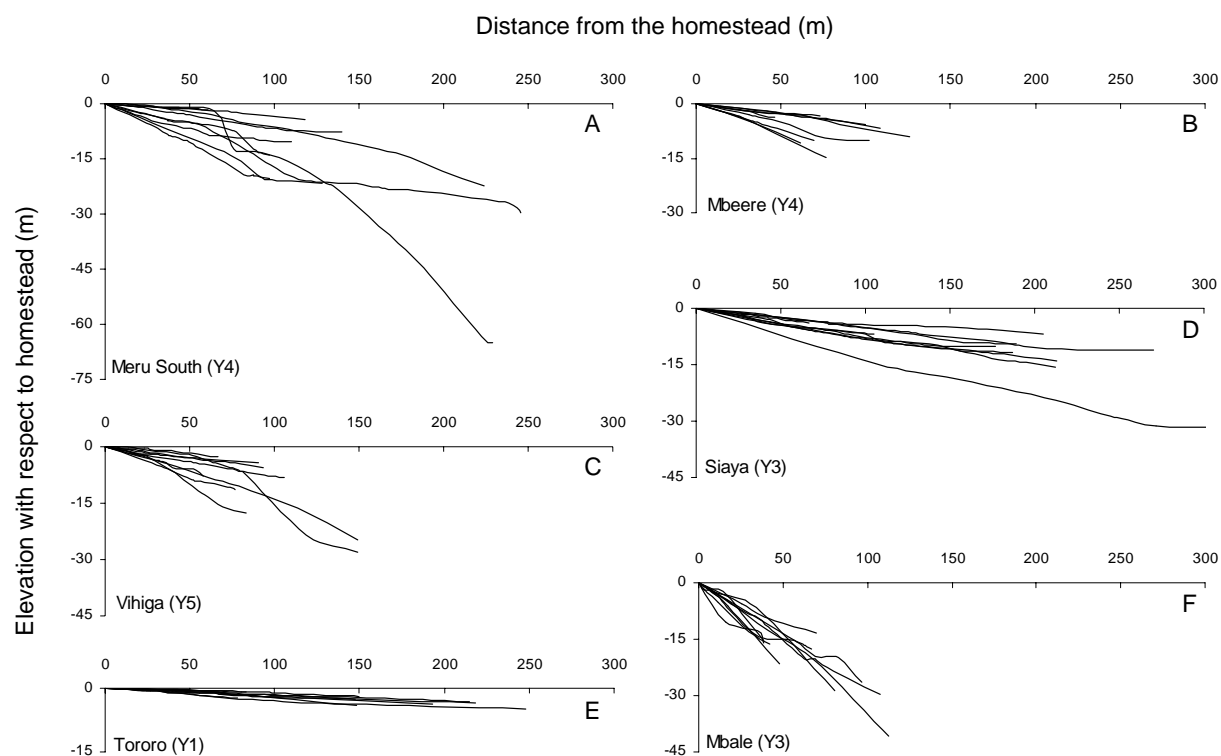 Distance from the homestead (m)
Elevation with respect to homestead (m)
0 50 100 150 200 250 300
0
-15
-30
-45
-60
-75
A
Meru South (Y4)
0 50 100 150 200 250 300
0
-15
-30
B
Mbeere (Y4)
0 50 100 150 200 250 300
0
-15
-30
-45
C
Vihiga (Y5)
0 50 100 150 200 250 300
0
-15
-30
-45
D
Siaya (Y3)
0 50 100 150 200 250 300
0
-15
E
Tororo (Y1)
0 50 100 150 200 250 300
0
-15
-30
-45
F
Mbale (Y3)